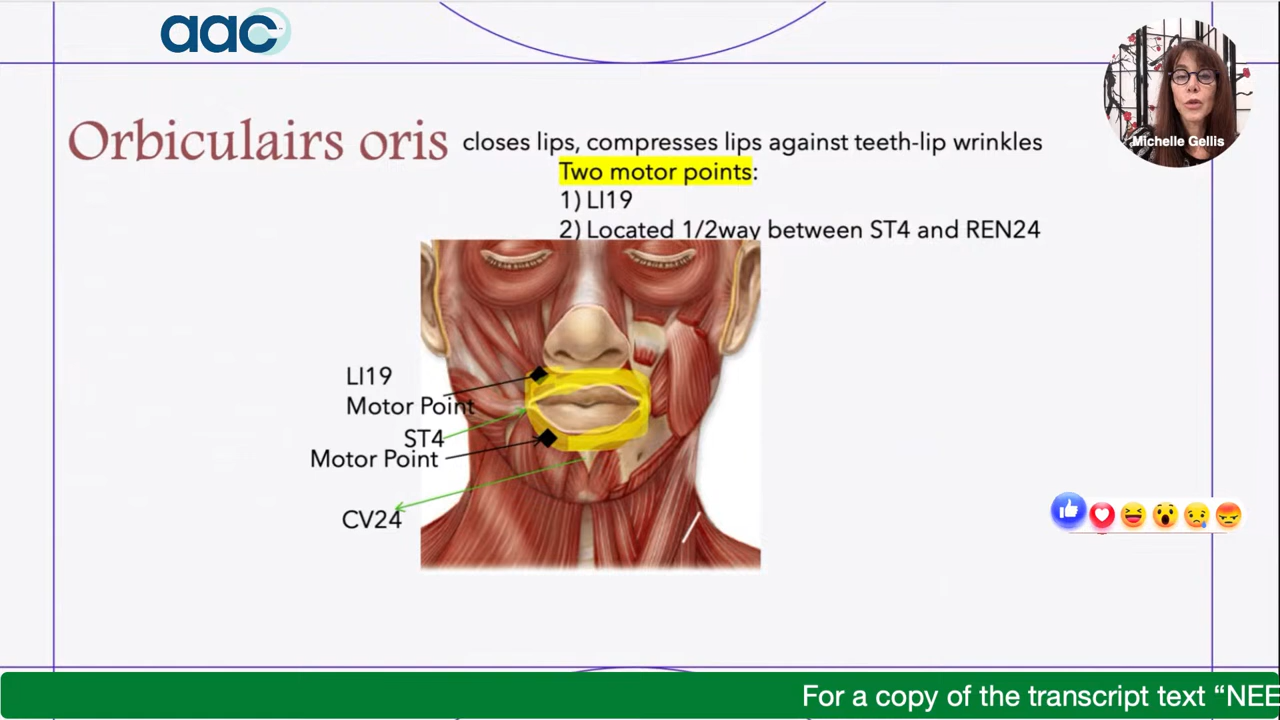 aac
Michelle Gellis
Orbiculairs oris closes lips, compresses lips against teeth-lip wrinkles
Two motor points:
1) LI19
2) Located 1/2way between ST4 and REN24
LI19
Motor Point
ST4
Motor Point
CV24
For a copy of the transcript text “NEE